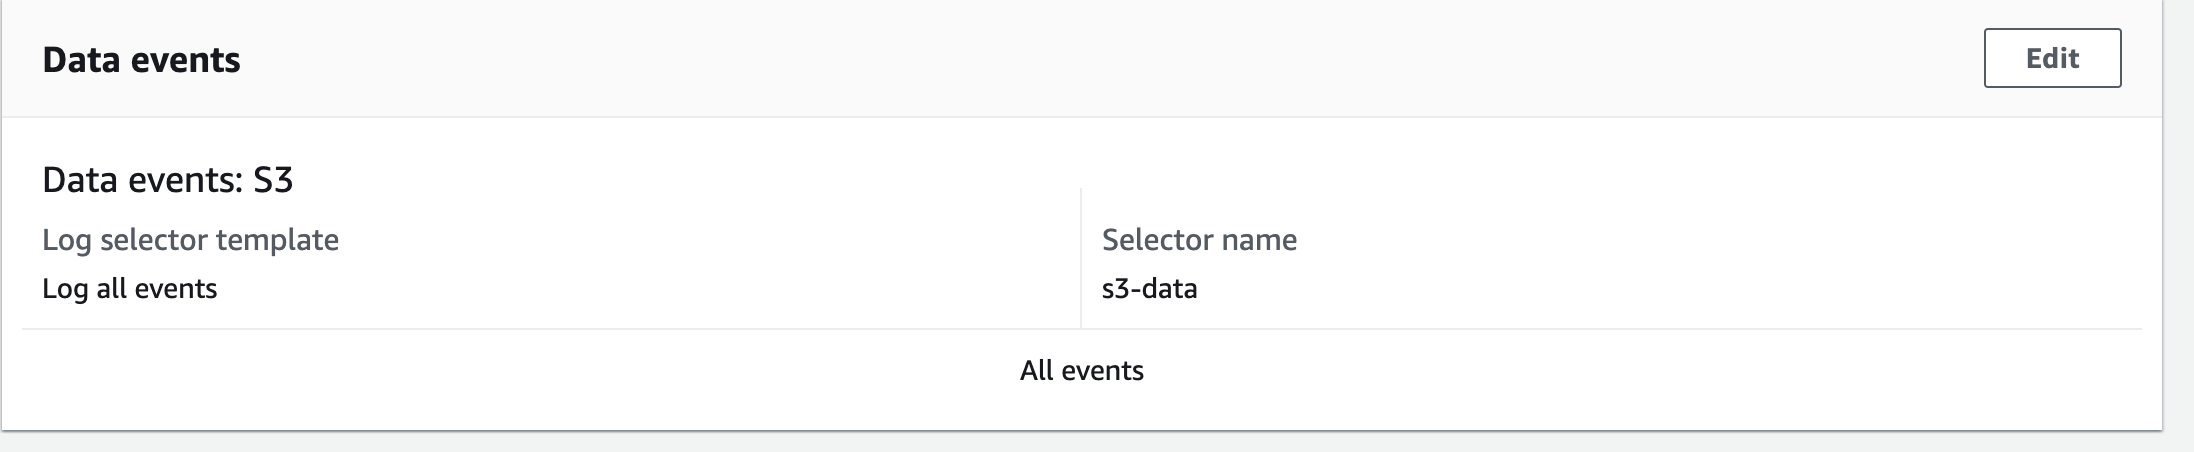 Data events
Edit
Data events: S3
Log selector template
Selector name
Log all events
s3-data
All events